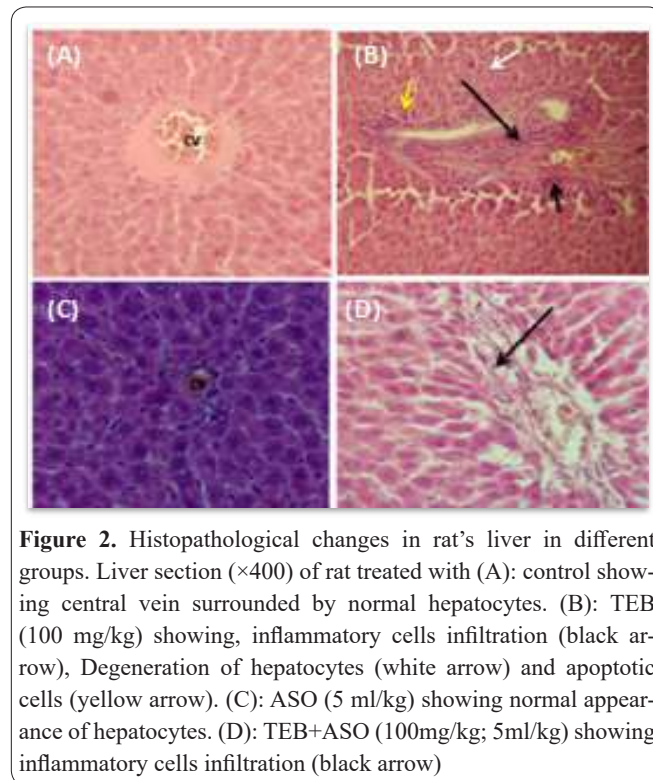 (A)
(B)
CV
(C)
(D)
Figure 2. Histopathological changes in rat's liver in different
groups. Liver section (×400) of rat treated with (A): control show-
ing central vein surrounded by normal hepatocytes. (B): TEB
(100 mg/kg) showing, inflammatory cells infiltration (black ar-
row), Degeneration of hepatocytes (white arrow) and apoptotic
cells (yellow arrow). (C): ASO (5 ml/kg) showing normal appear-
ance of hepatocytes. (D): TEB+ASO (100mg/kg; 5ml/kg) showing
inflammatory cells infiltration (black arrow)